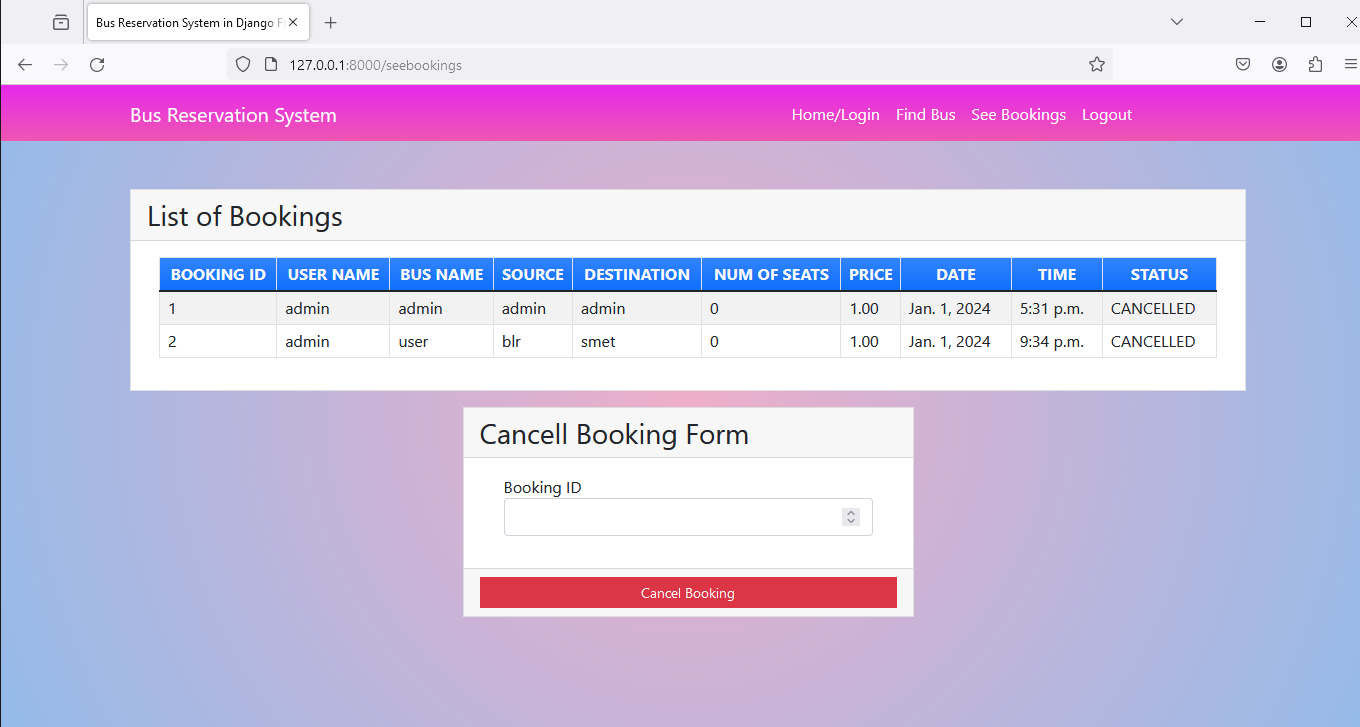 Bus Reservation System in Django F
127.0.0.1:8000/seebookings
Bus Reservation System
Home/Login Find Bus See Bookings Logout
List of Bookings
BOOKING ID USER NAME BUS NAME SOURCE DESTINATION NUM OF SEATS PRICE DATE TIME STATUS
1 admin admin admin admin 0 1.00 Jan. 1, 2024 5:31 p.m. CANCELLED
2 admin user blr smet 0 1.00 Jan. 1, 2024 9:34 p.m. CANCELLED
Cancell Booking Form
Booking ID
Cancel Booking